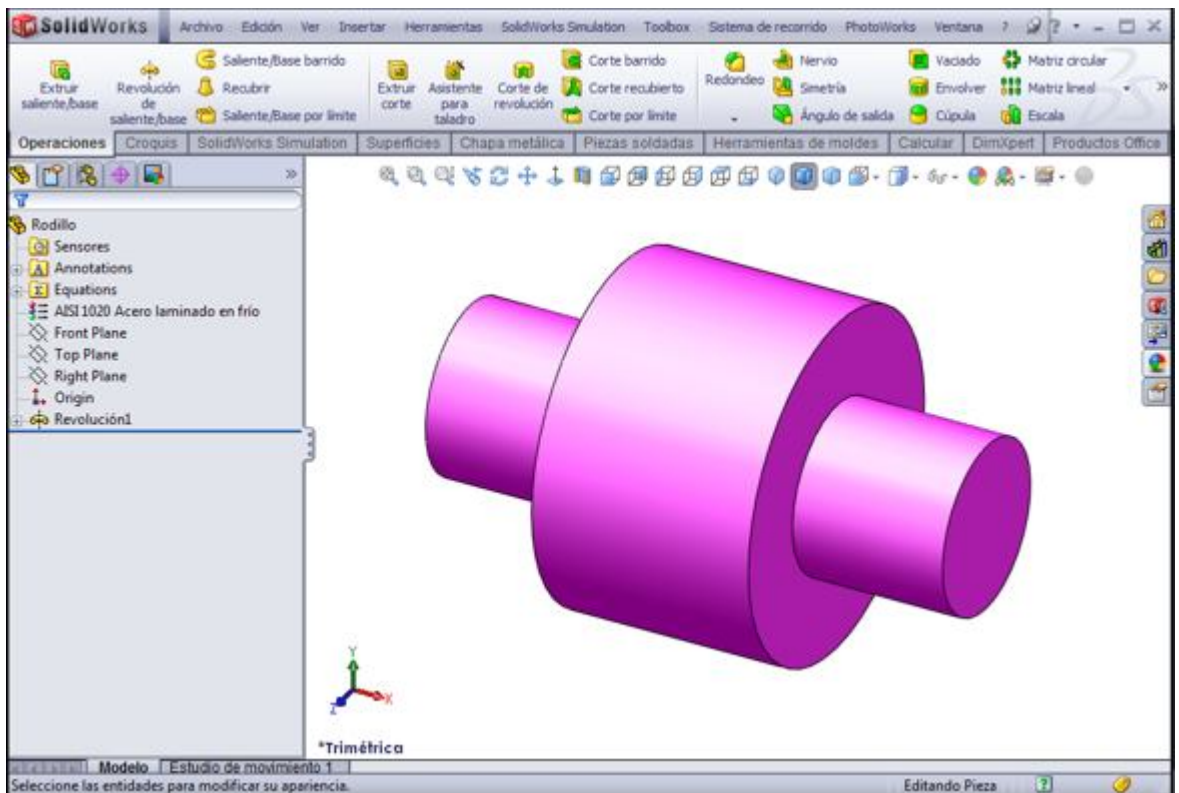 SolidWorks Archivo Edición Ver Insertar Herramientas SolidWorks Simulation Toolbox Sistema de recorrido PhotoWorks Ventana ?
Extruir saliente/base
Revolución de saliente/base
Saliente/Base barrido
Recubrir
Saliente/Base por límite
Extruir corte
Asistente para taladro
Corte de revolución
Corte barrido
Corte recubierto
Corte por límite
Redondeo
Nervio
Simetría
Ángulo de salida
Vaciado
Envolver
Cúpula
Matriz circular
Matriz lineal
Escala
Operaciones Croquis SolidWorks Simulation Superficies Chapa metálica Piezas soldadas Herramientas de moldes Calcular DimXpert Productos Office
Rodillo
Sensores
Annotations
Equations
AISI 1020 Acero laminado en frío
Front Plane
Top Plane
Right Plane
Origin
Revolución1
Y
X
Z
*Trimétrica
Modelo Estudio de movimiento 1
Seleccione las entidades para modificar su apariencia. Editando Pieza